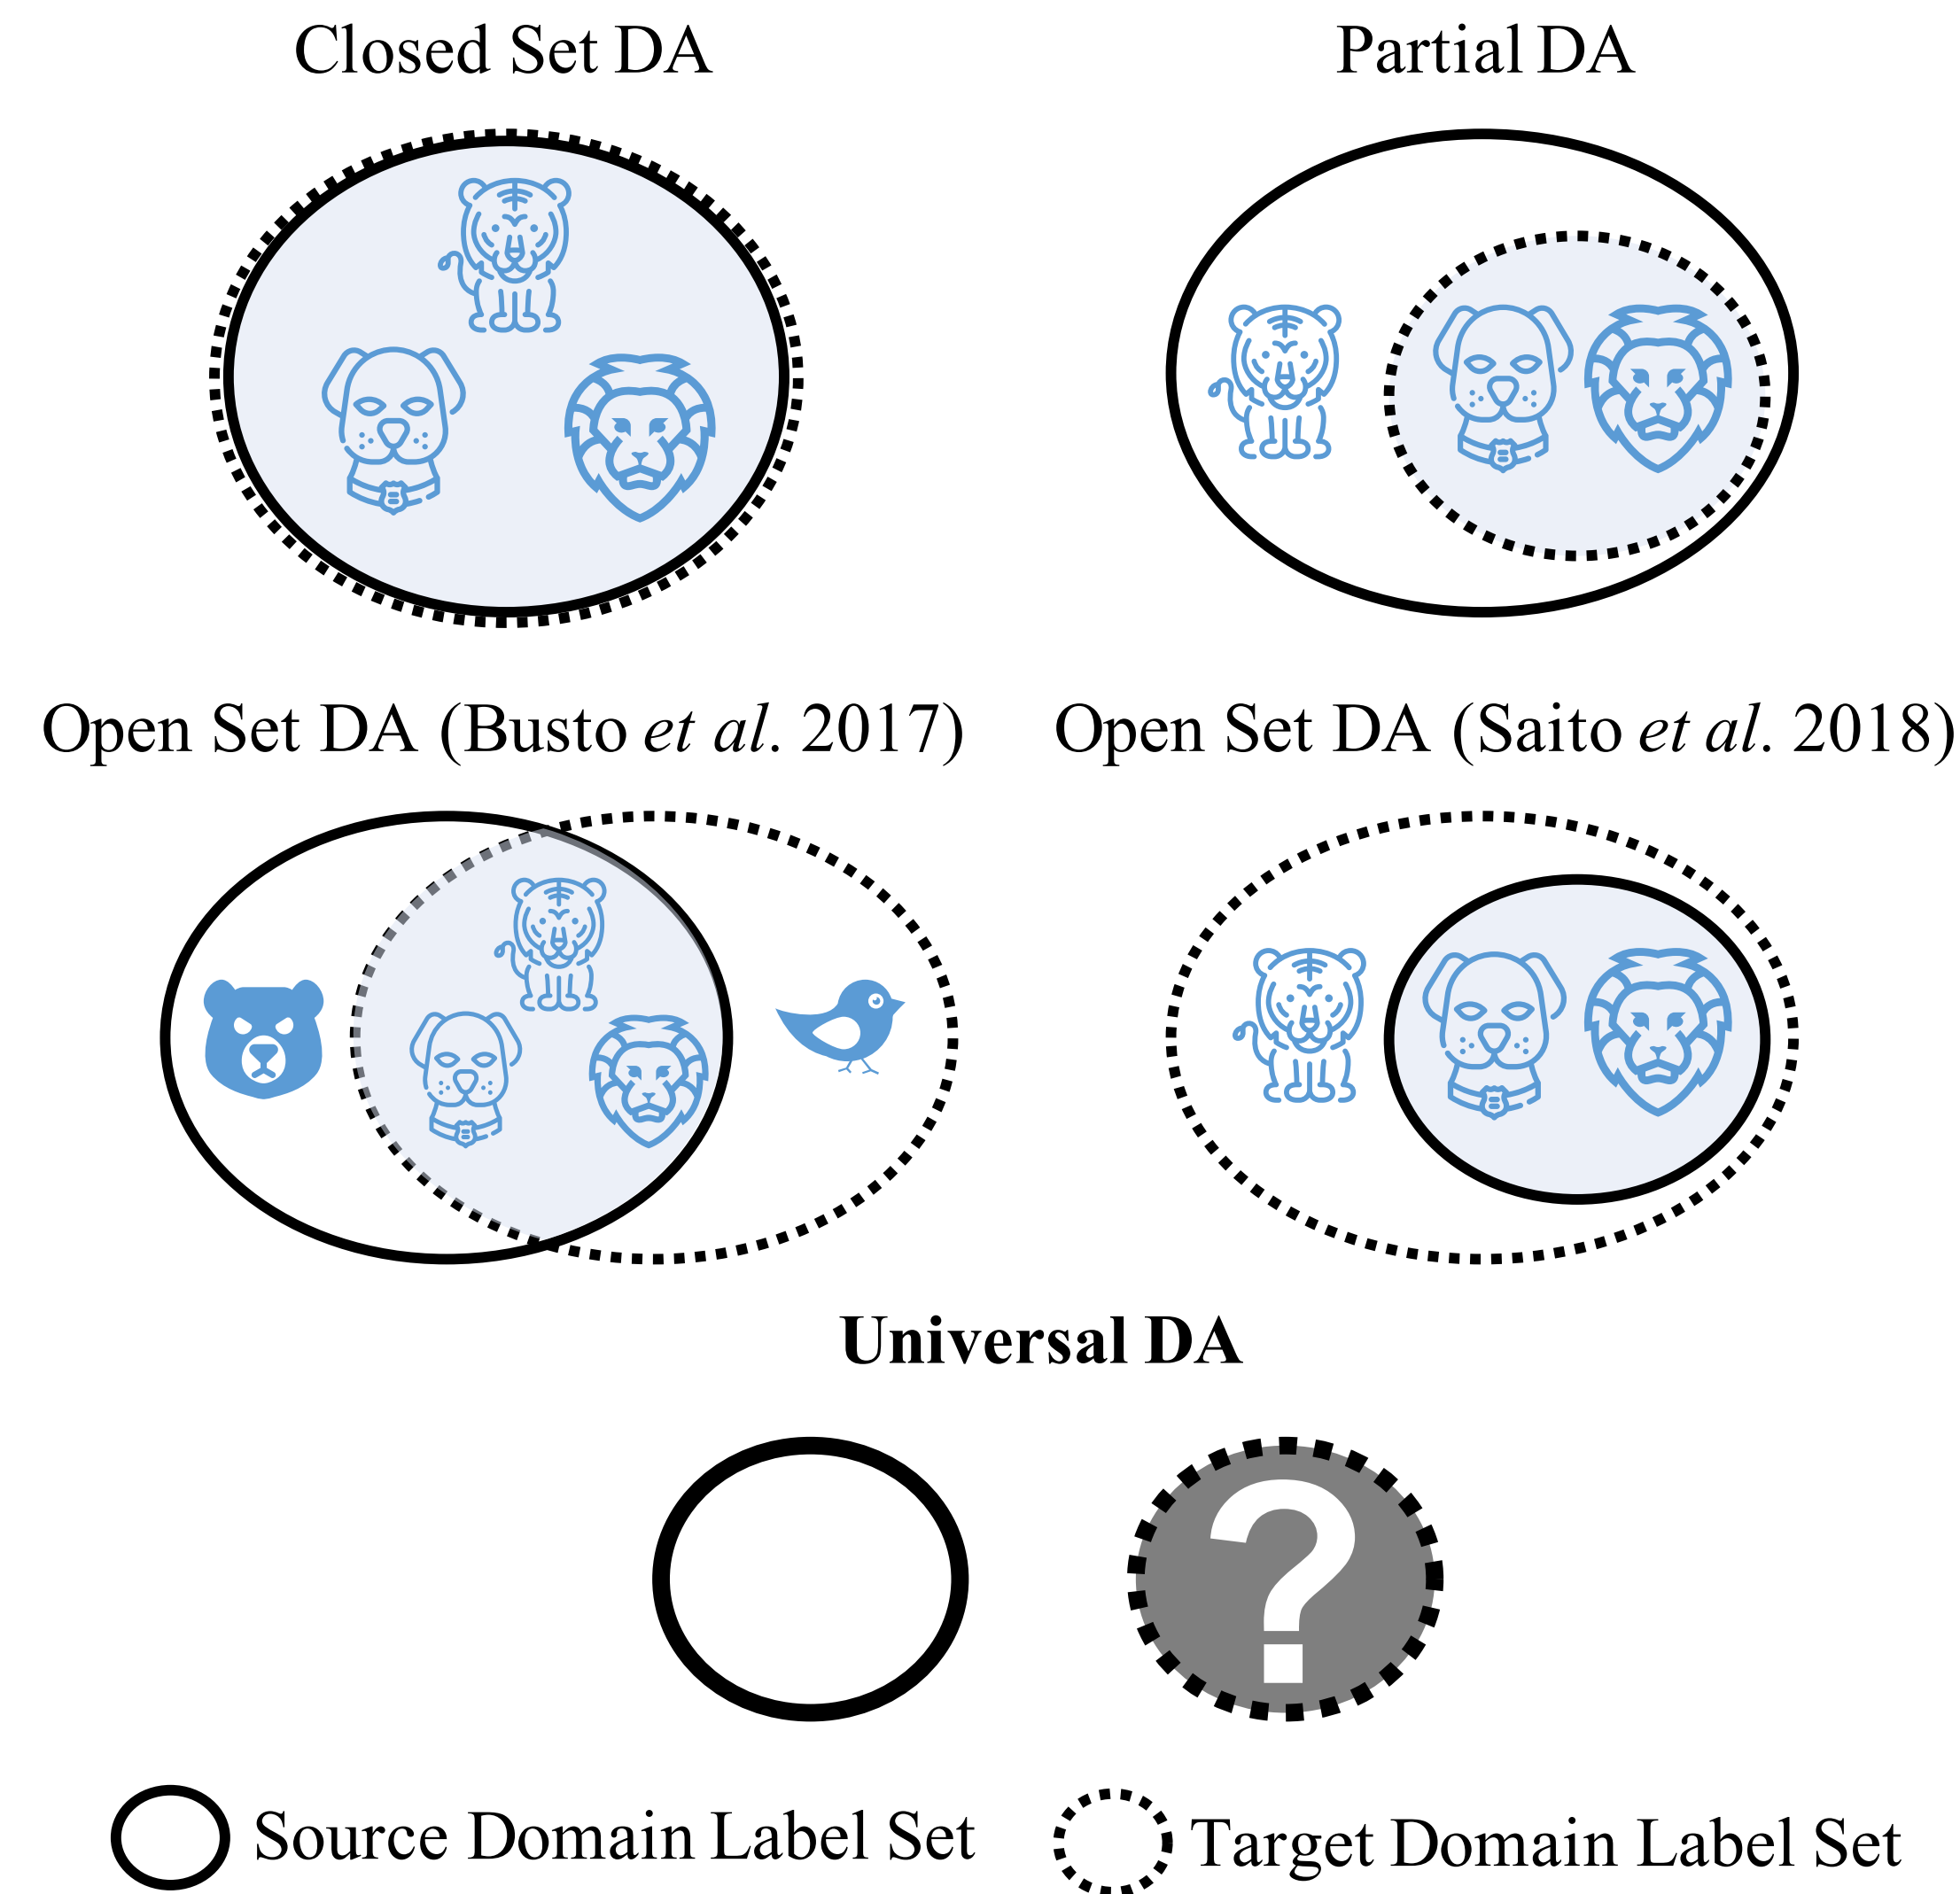 Closed Set DA
Partial DA
Open Set DA (Busto et al. 2017)
Open Set DA (Saito et al. 2018)
Universal DA
?
Source Domain Label Set
Target Domain Label Set